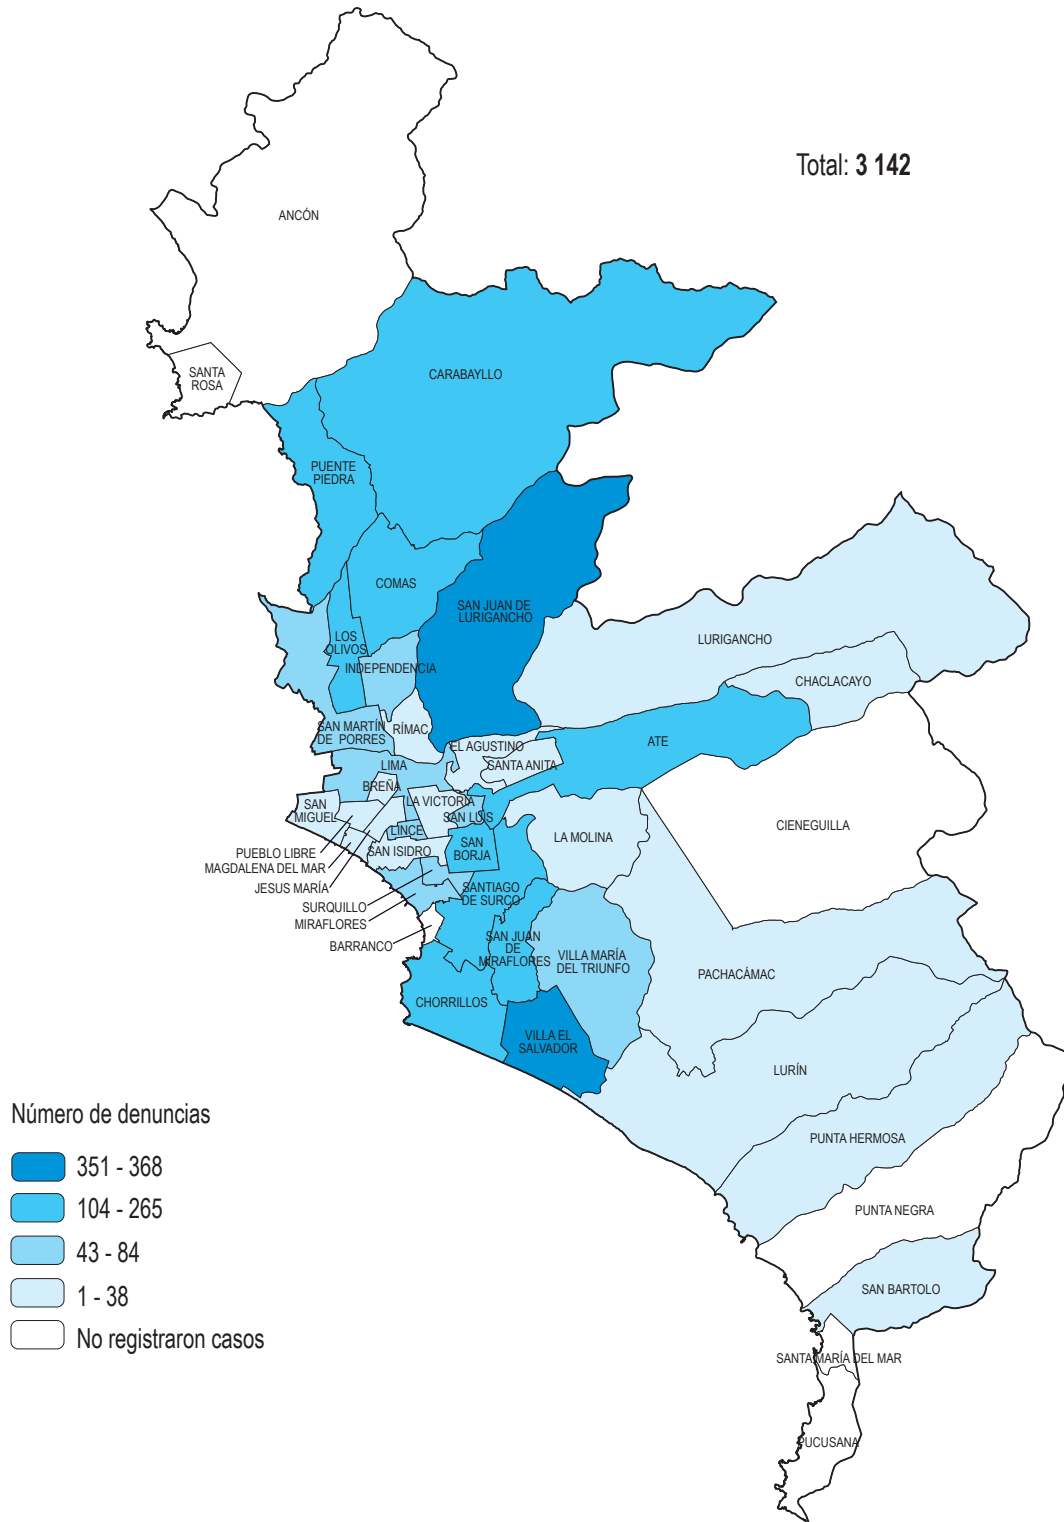 Total: 3 142
ANCÓN
SANTA
ROSA
CARABAYLLO
PUENTE
PIEDRA
COMAS
SAN JUAN DE
LURIGANCHO
LOS
OLIVOS
INDEPENDENCIA
LURIGANCHO
CHACLACAYO
SAN MARTÍN
DE PORRES
RÍMAC
EL AGUSTINO
ATE
LIMA
SANTA ANITA
BREÑA
LA VICTORIA
SAN
MIGUEL
SAN LUIS
LINCE
CIENEGUILLA
LA MOLINA
SAN
BORJA
SAN ISIDRO
PUEBLO LIBRE
MAGDALENA DEL MAR
JESUS MARÍA
SURQUILLO
MIRAFLORES
BARRANCO
SANTIAGO
DE SURCO
SAN JUAN
DE
MIRAFLORES
VILLA MARÍA
DEL TRIUNFO
PACHACÁMAC
CHORRILLOS
VILLA EL
SALVADOR
LURÍN
PUNTA HERMOSA
PUNTA NEGRA
SAN BARTOLO
SANTA MARÍA DEL MAR
PUCUSANA
Número de denuncias
351 - 368
104 - 265
43 - 84
1 - 38
No registraron casos